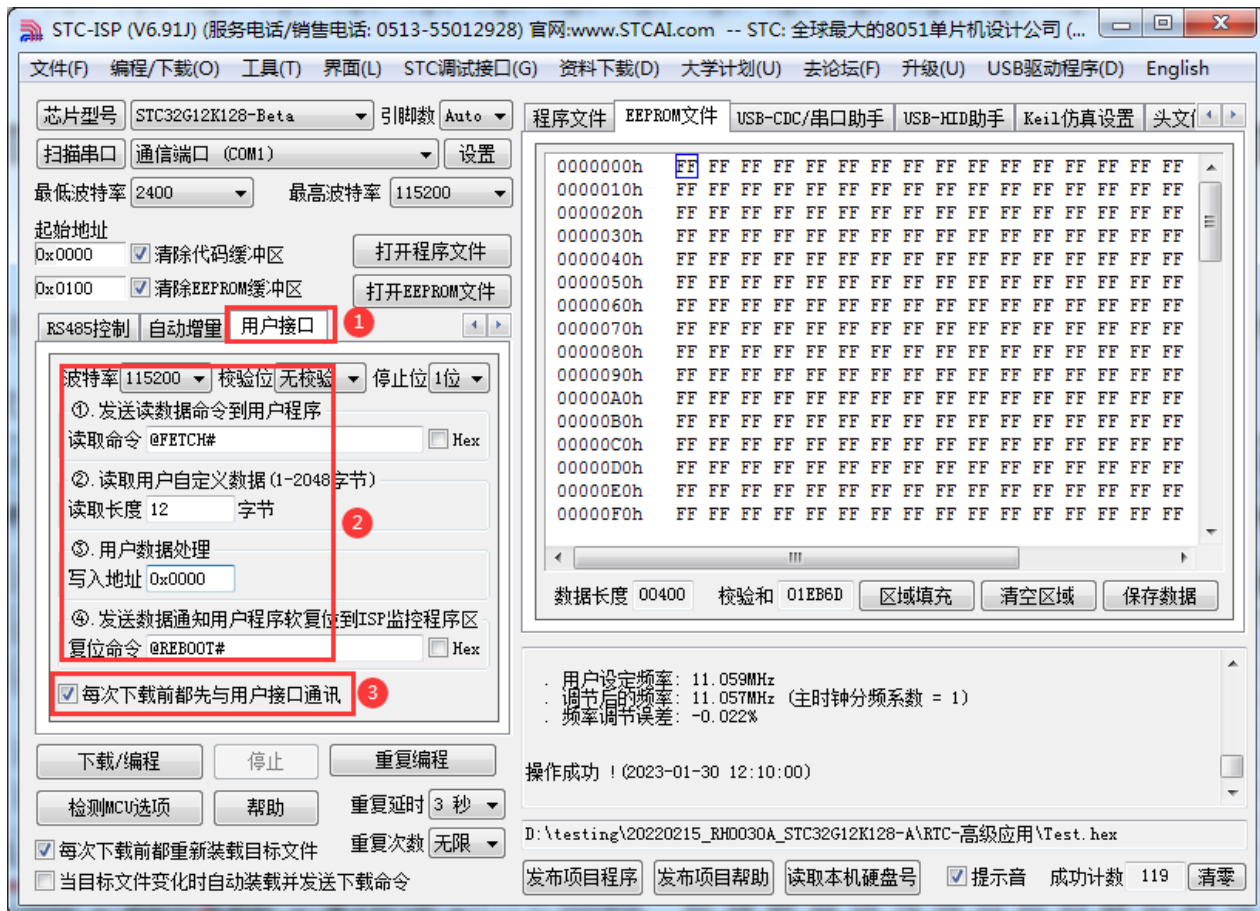 STC-ISP (V6.91J) (服务电话/销售电话: 0513-55012928) 官网:www.STCAI.com -- STC: 全球最大的8051单片机设计公司 (...
文件(F) 编程/下载(O) 工具(T) 界面(L) STC调试接口(G) 资料下载(D) 大学计划(U) 去论坛(F) 升级(U) USB驱动程序(D) English
芯片型号 STC32G12K128-Beta 引脚数 Auto
扫描串口 通信端口 (COM1) 设置
最低波特率 2400 最高波特率 115200
起始地址
0x0000 清除代码缓冲区 打开程序文件
0x0100 清除EEPROM缓冲区 打开EEPROM文件
RS485控制 自动增量 用户接口 1
波特率 115200 校验位 无校验 停止位 1位
①. 发送读数据命令到用户程序
读取命令 @FETCH# Hex
②. 读取用户自定义数据(1-2048字节)
读取长度 12 字节
2
③. 用户数据处理
写入地址 0x0000
④. 发送数据通知用户程序软复位到ISP监控程序区
复位命令 @REBOOT# Hex
每次下载前都先与用户接口通讯 3
下载/编程 停止 重复编程
检测MCU选项 帮助 重复延时 3 秒
每次下载前都重新装载目标文件 重复次数 无限
当目标文件变化时自动装载并发送下载命令
程序文件 EEPROM文件 USB-CDC/串口助手 USB-HID助手 Keil仿真设置 头文
0000000h FF FF FF FF FF FF FF FF FF FF FF FF FF FF FF FF
0000010h FF FF FF FF FF FF FF FF FF FF FF FF FF FF FF FF
0000020h FF FF FF FF FF FF FF FF FF FF FF FF FF FF FF FF
0000030h FF FF FF FF FF FF FF FF FF FF FF FF FF FF FF FF
0000040h FF FF FF FF FF FF FF FF FF FF FF FF FF FF FF FF
0000050h FF FF FF FF FF FF FF FF FF FF FF FF FF FF FF FF
0000060h FF FF FF FF FF FF FF FF FF FF FF FF FF FF FF FF
0000070h FF FF FF FF FF FF FF FF FF FF FF FF FF FF FF FF
0000080h FF FF FF FF FF FF FF FF FF FF FF FF FF FF FF FF
0000090h FF FF FF FF FF FF FF FF FF FF FF FF FF FF FF FF
00000A0h FF FF FF FF FF FF FF FF FF FF FF FF FF FF FF FF
00000B0h FF FF FF FF FF FF FF FF FF FF FF FF FF FF FF FF
00000C0h FF FF FF FF FF FF FF FF FF FF FF FF FF FF FF FF
00000D0h FF FF FF FF FF FF FF FF FF FF FF FF FF FF FF FF
00000E0h FF FF FF FF FF FF FF FF FF FF FF FF FF FF FF FF
00000F0h FF FF FF FF FF FF FF FF FF FF FF FF FF FF FF FF
数据长度 00400 校验和 01EB6D 区域填充 清空区域 保存数据
. 用户设定频率: 11.059MHz
. 调节后的频率: 11.057MHz (主时钟分频系数 = 1)
. 频率调节误差: -0.022%
操作成功 !(2023-01-30 12:10:00)
D:\testing\20220215_RH0030A_STC32G12K128-A\RTC-高级应用\Test.hex
发布项目程序 发布项目帮助 读取本机硬盘号 提示音 成功计数 119 清零